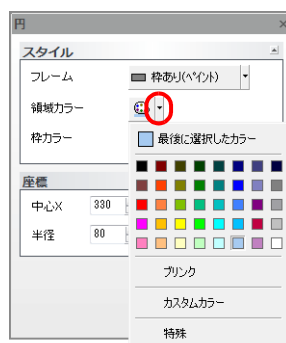 円
スタイル
フレーム 枠あり(ペイント)
領域カラー
枠カラー
最後に選択したカラー
座標
中心X 330
半径 80
ブリンク
カスタムカラー
特殊